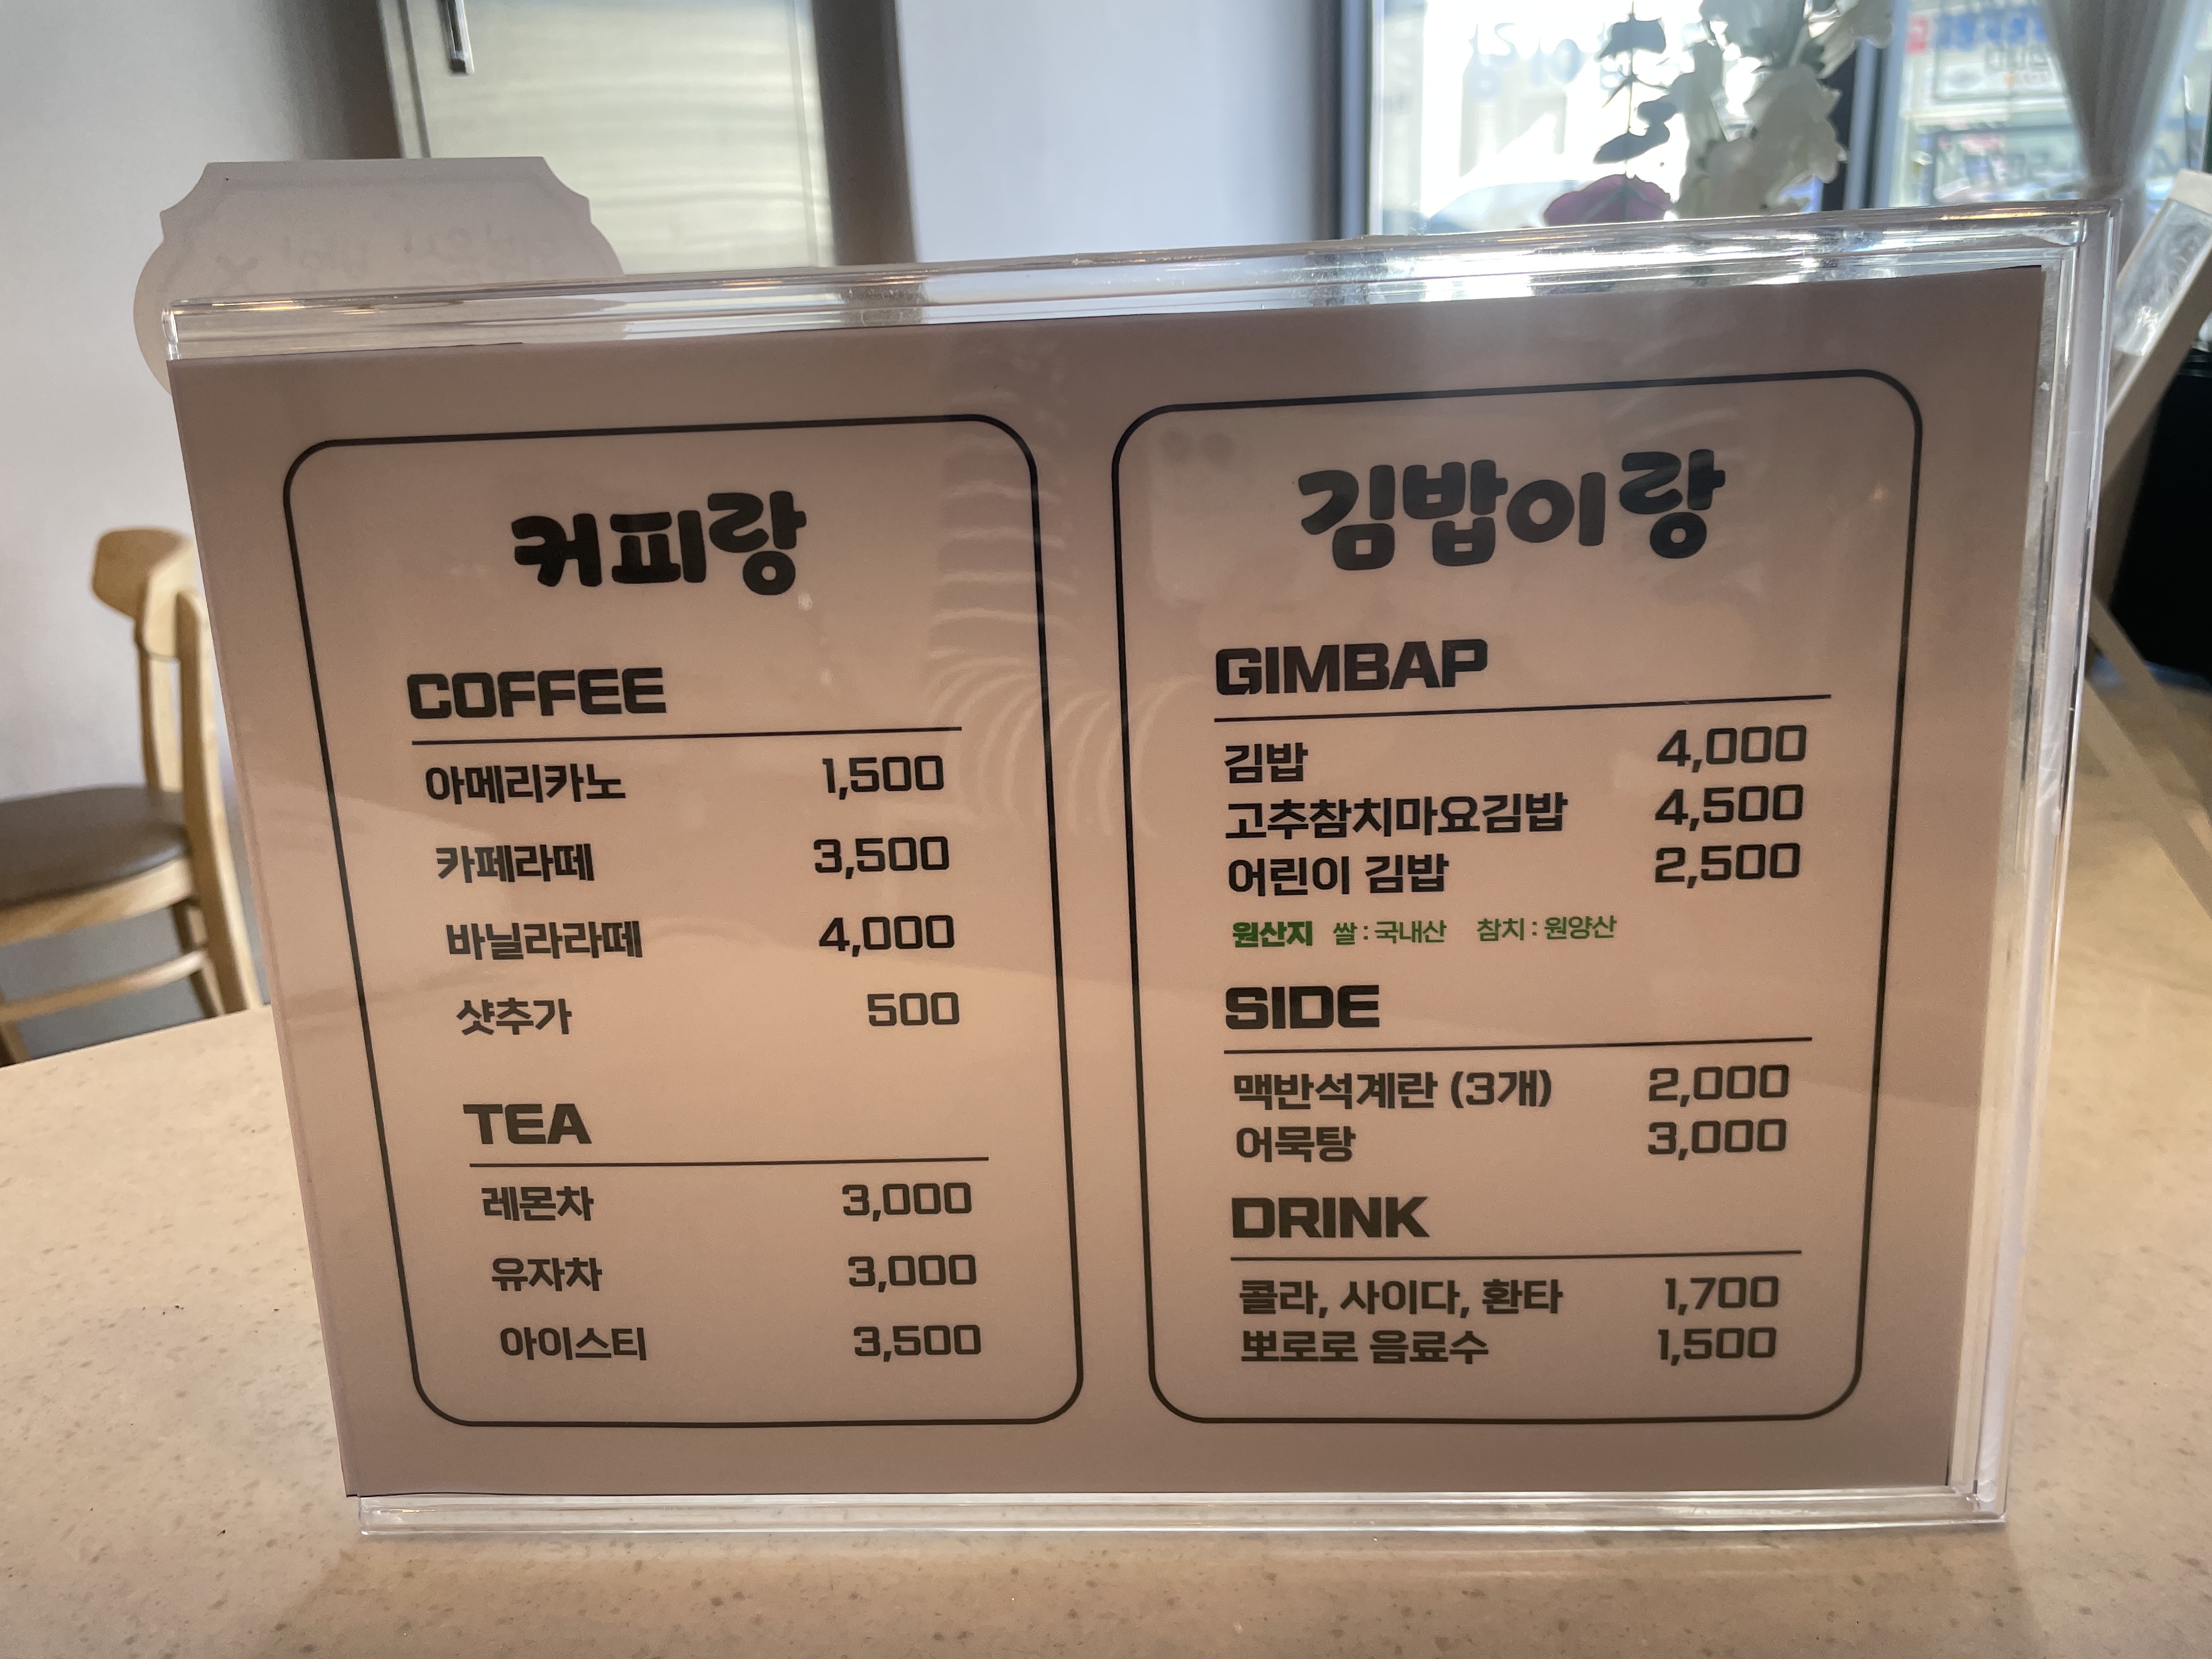 커피랑
COFFEE
아메리카노 1,500
카페라떼 3,500
바닐라라떼 4,000
샷추가 500
TEA
레몬차 3,000
유자차 3,000
아이스티 3,500
김밥이랑
GIMBAP
김밥 4,000
고추참치마요김밥 4,500
어린이 김밥 2,500
원산지 쌀 : 국내산 참치 : 원양산
SIDE
맥반석계란 (3개) 2,000
어묵탕 3,000
DRINK
콜라, 사이다, 환타 1,700
뽀로로 음료수 1,500